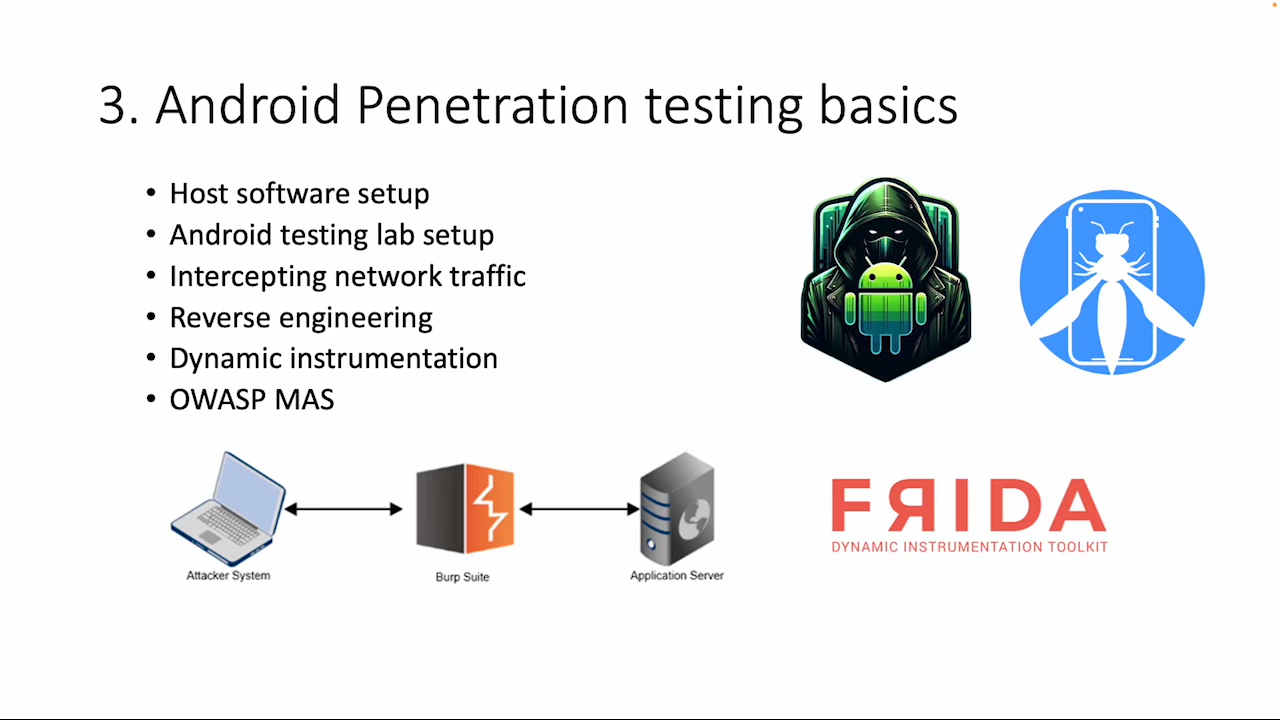 3. Android Penetration testing basics
• Host software setup
• Android testing lab setup
• Intercepting network traffic
• Reverse engineering
• Dynamic instrumentation
• OWASP MAS
Attacker System
Burp Suite
Application Server
FRIDA
DYNAMIC INSTRUMENTATION TOOLKIT